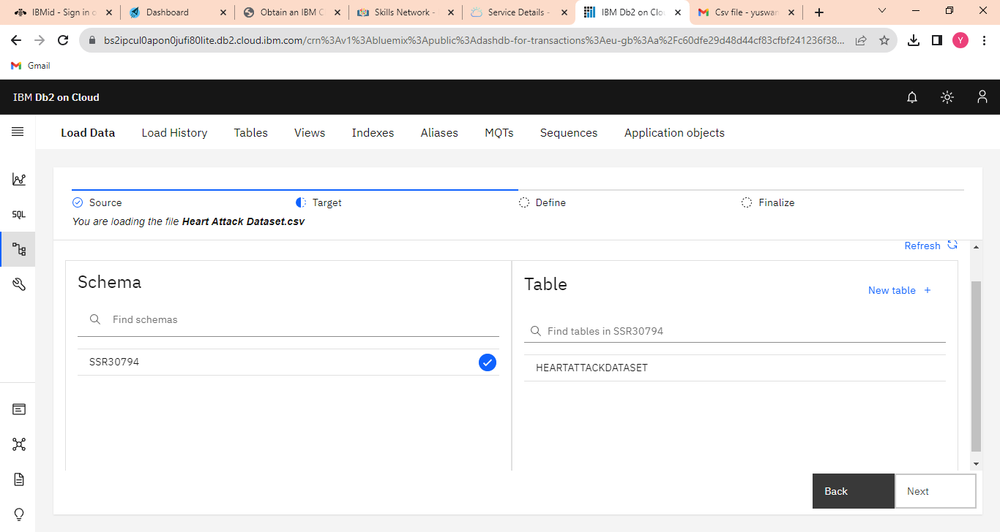 IBMid - Sign in o
Dashboard
Obtain an IBM C
Skills Network -
Service Details -
IBM Db2 on Clou
Csv file - yuswan
bs2ipcul0apon0jufi80lite.db2.cloud.ibm.com/crn%3Av1%3Abluemix%3Apublic%3Adashdb-for-transactions%3Aeu-gb%3Aa%2Fc60dfe29d48d44cf83cfbf241236f38...
Y
Gmail
IBM Db2 on Cloud
Load Data
Load History
Tables
Views
Indexes
Aliases
MQTs
Sequences
Application objects
SQL
Source
Target
Define
Finalize
You are loading the file Heart Attack Dataset.csv
Refresh
Schema
Find schemas
SSR30794
Table
New table +
Find tables in SSR30794
HEARTATTACKDATASET
Back
Next